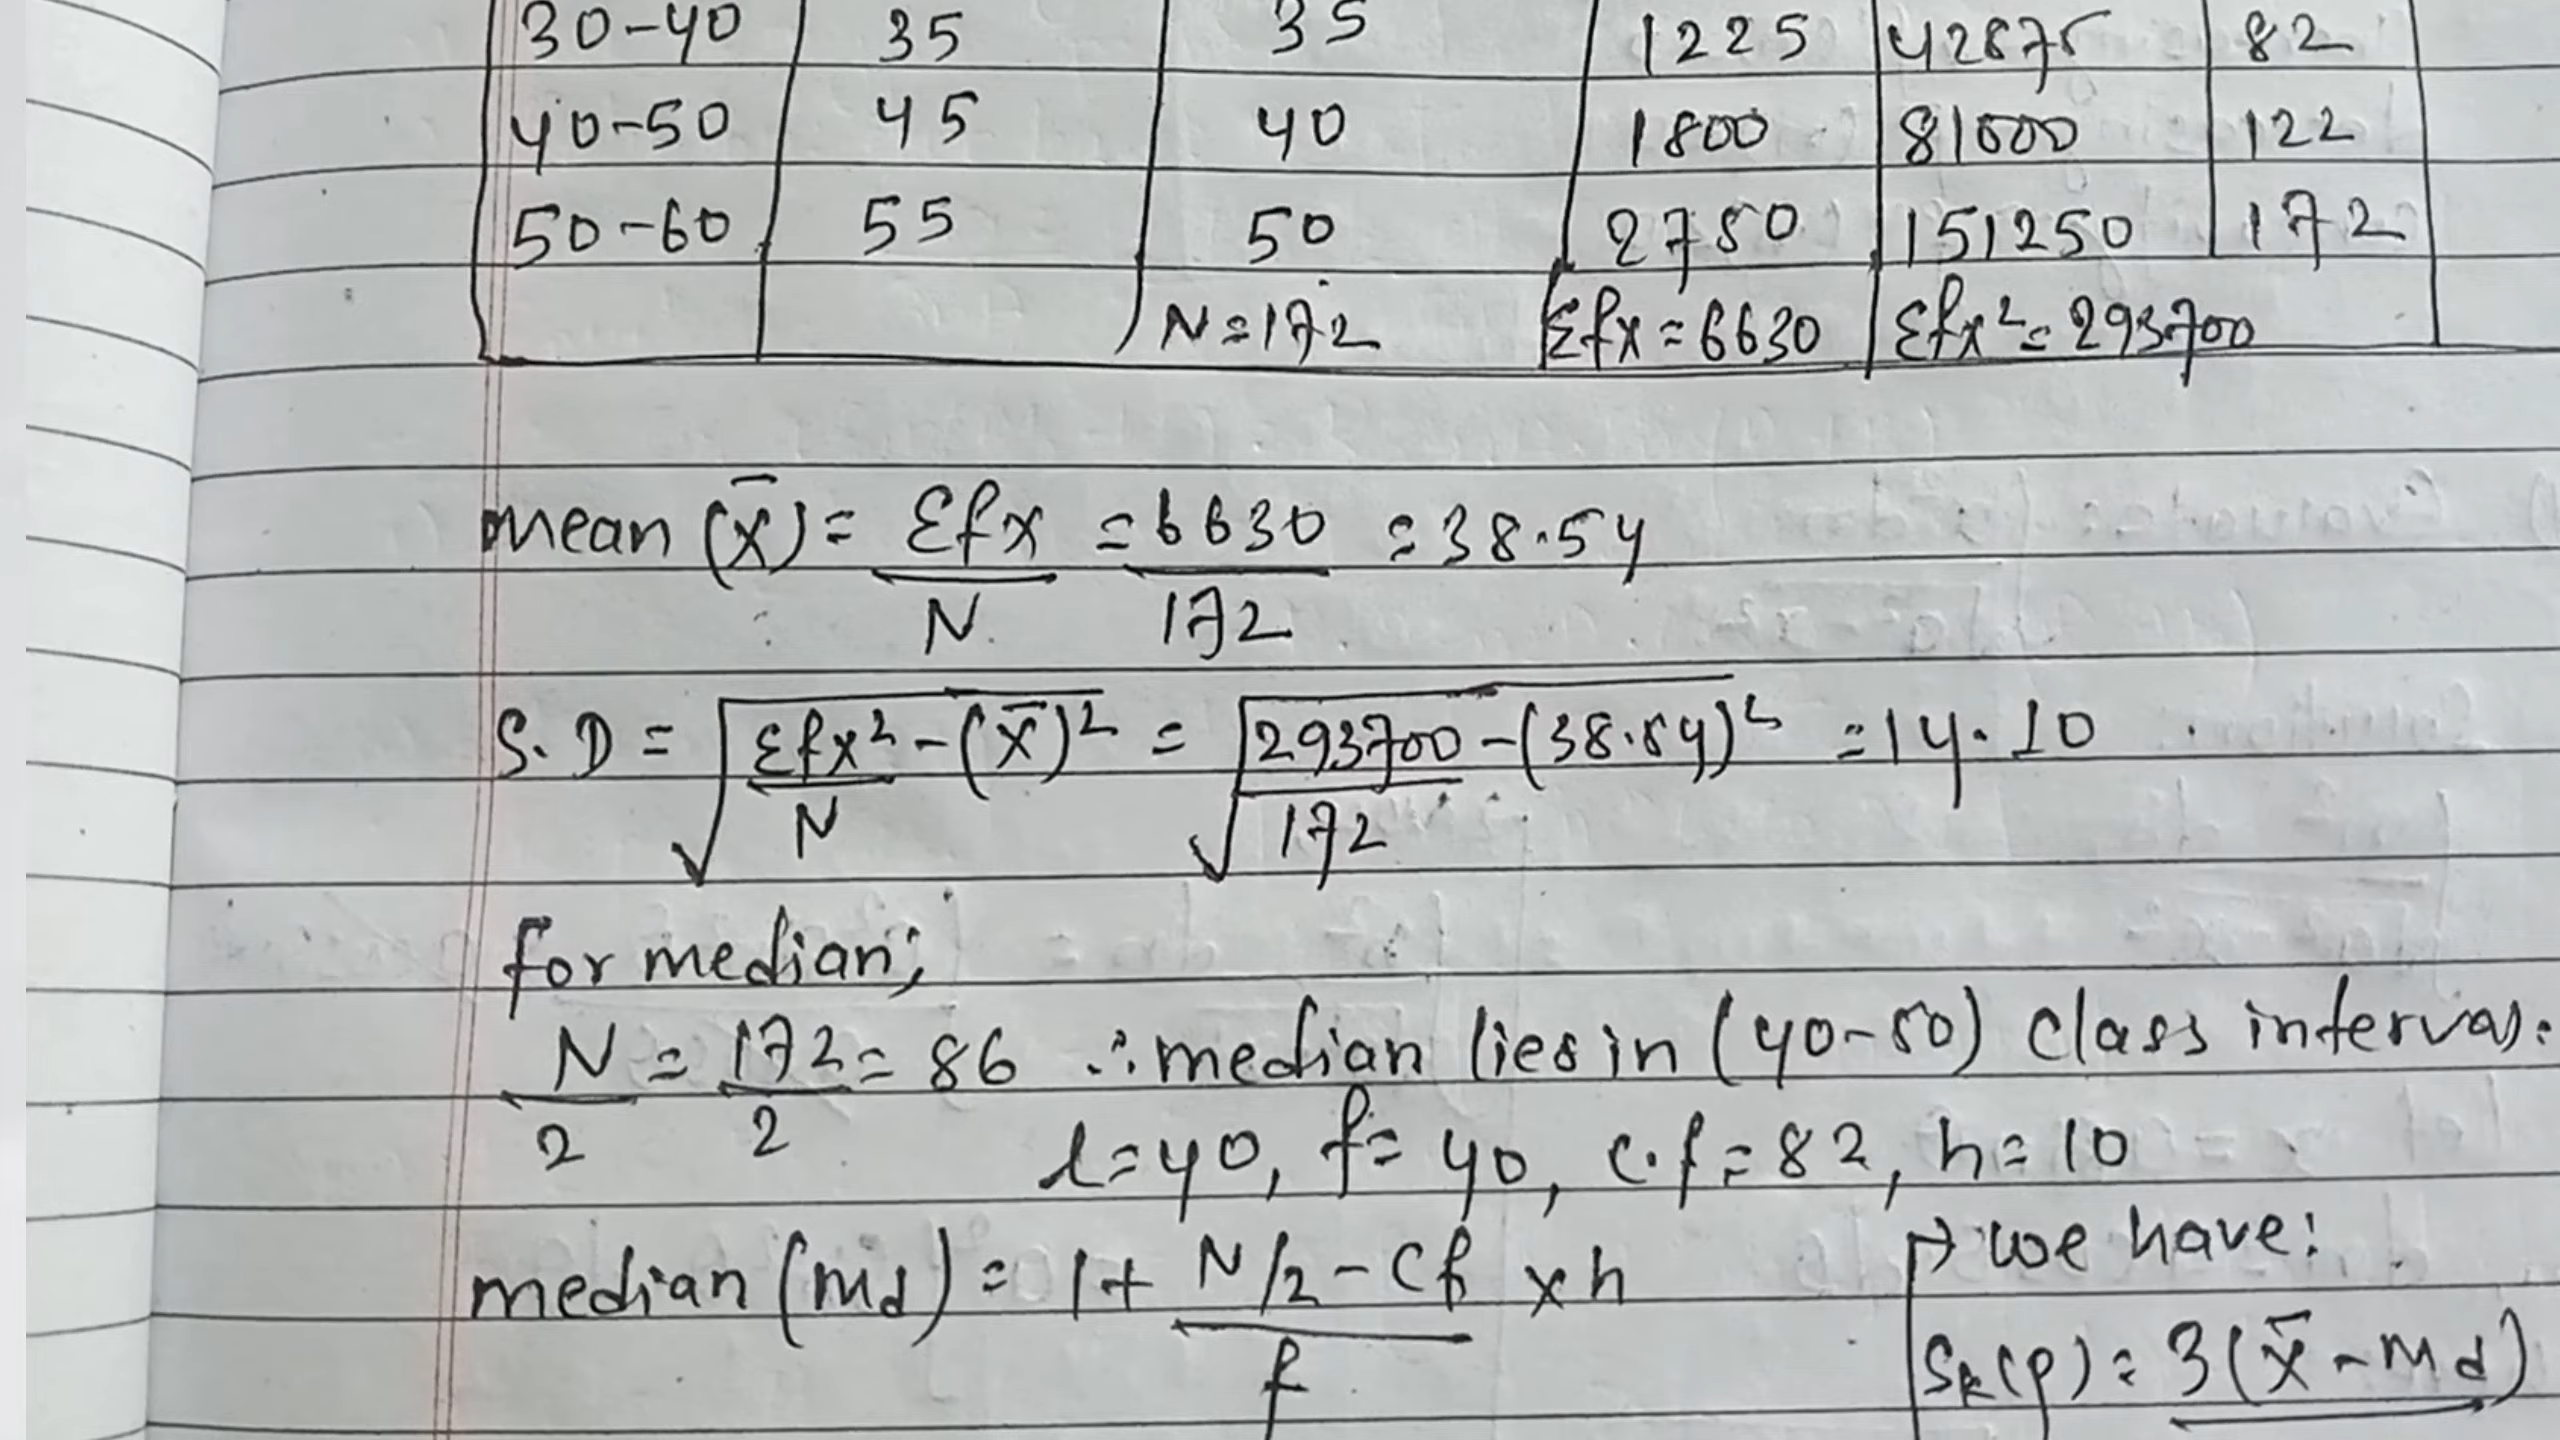 30-40 35 35 1225 42875 82
40-50 45 40 1800 81000 122
50-60 55 50 2750 151250 172
N=172 Σfx=6630 Σfx²=293700
mean (x̄) = Σfx/N = 6630/172 = 38.54
S.D = √(Σfx²/N - (x̄)²) = √(293700/172 - (38.54)²) = 14.10
for median;
N/2 = 172/2 = 86 ∴ median lies in (40-50) class interval.
l=40, f=40, c.f=82, h=10
median (Md) = l + (N/2 - cf)/f × h
→ we have:
Sk(p) = 3(x̄ - Md)